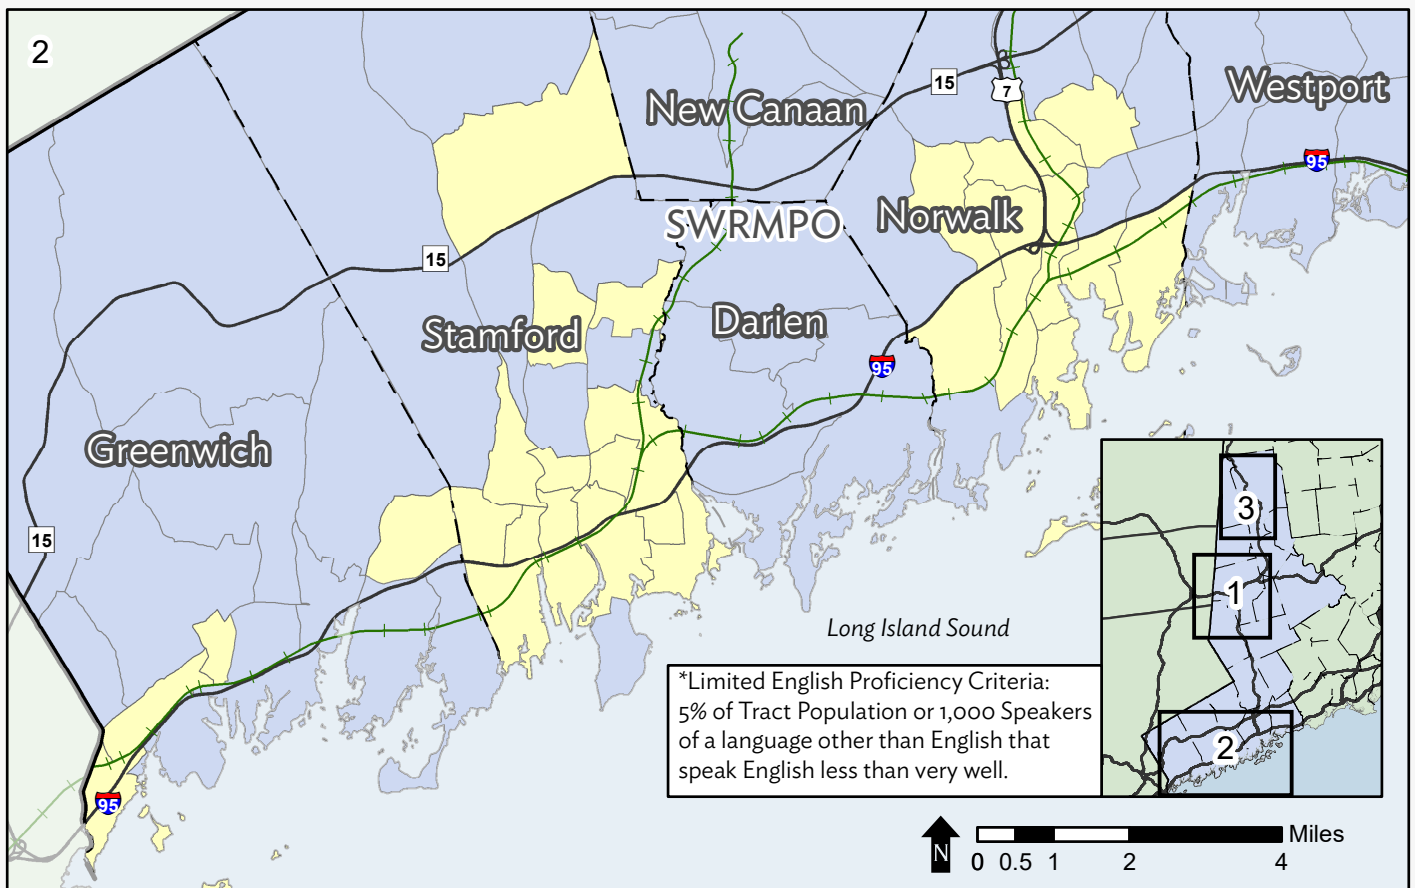 2
15
7
Westport
New Canaan
95
SWRMPO
Norwalk
15
Stamford
Darien
95
Greenwich
15
3
1
2
Long Island Sound
*Limited English Proficiency Criteria:
5% of Tract Population or 1,000 Speakers
of a language other than English that
speak English less than very well.
95
N
Miles
0 0.5 1 2 4